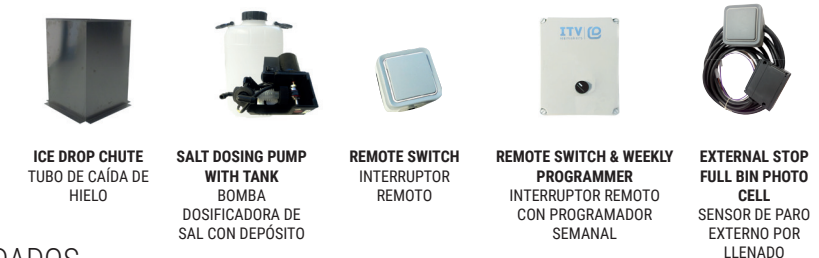 ITV
ICE DROP CHUTE
TUBO DE CAÍDA DE
HIELO
SALT DOSING PUMP
WITH TANK
BOMBA
DOSIFICADORA DE
SAL CON DEPÓSITO
REMOTE SWITCH
INTERRUPTOR
REMOTO
REMOTE SWITCH & WEEKLY
PROGRAMMER
INTERRUPTOR REMOTO
CON PROGRAMADOR
SEMANAL
EXTERNAL STOP
FULL BIN PHOTO
CELL
SENSOR DE PARO
EXTERNO POR
LLENADO